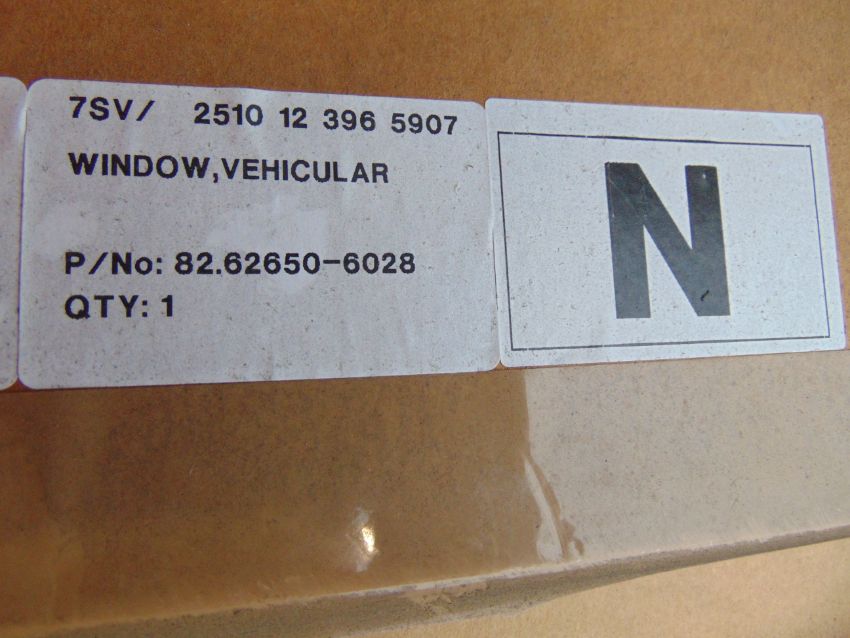 7SV/ 2510 12 396 5907
WINDOW,VEHICULAR
P/No: 82.62650-6028
QTY: 1
N